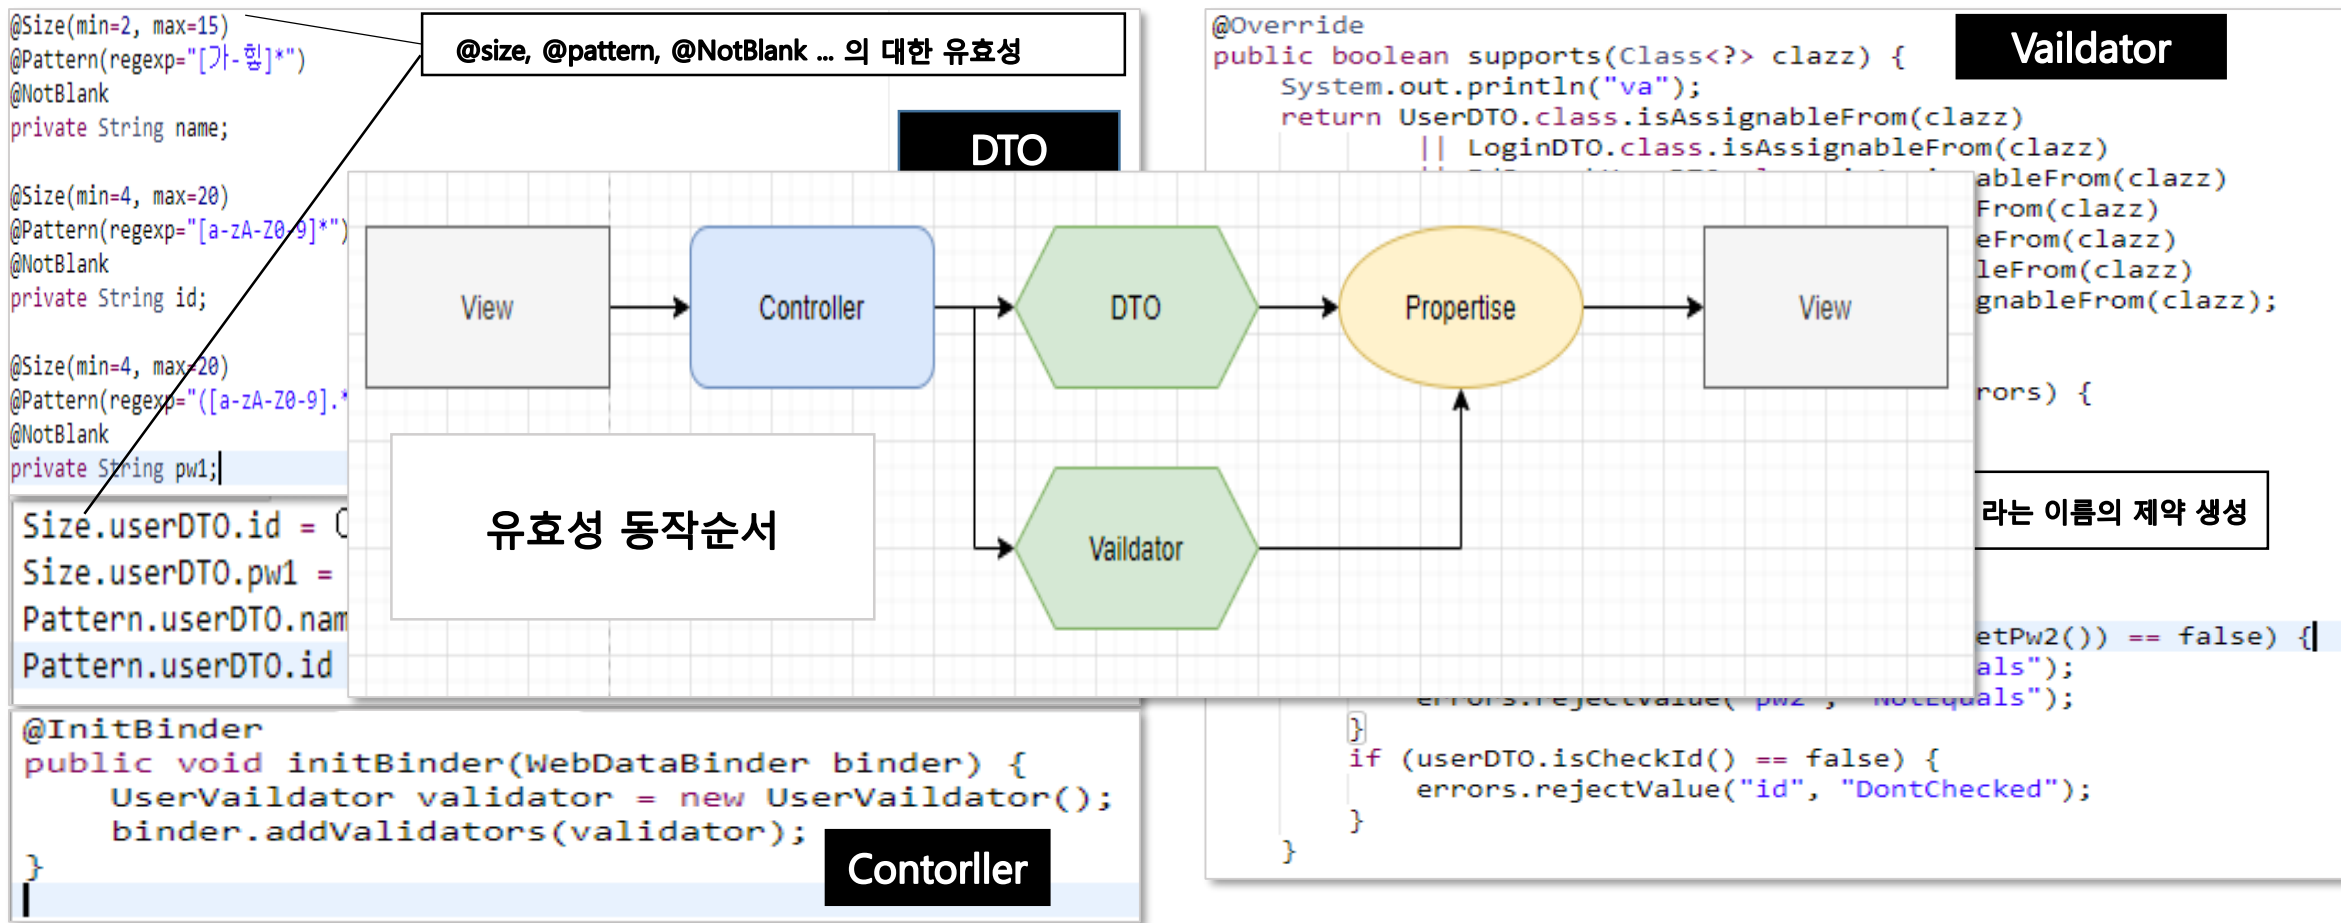 @Size(min=2, max=15)
@Pattern(regexp="[가-힣]*")
@NotBlank
private String name;
@Size(min=4, max=20)
@Pattern(regexp="[a-zA-Z0-9]*")
@NotBlank
private String id;
@Size(min=4, max=20)
@Pattern(regexp="([a-zA-Z0-9].*
@NotBlank
private String pw1;
@size, @pattern, @NotBlank ... 의 대한 유효성
DTO
Size.userDTO.id = (
Size.userDTO.pw1 =
Pattern.userDTO.nam
Pattern.userDTO.id
@InitBinder
public void initBinder(WebDataBinder binder) {
UserVaildator validator = new UserVaildator();
binder.addValidators(validator);
}
Contorller
View
Controller
DTO
Propertise
View
Vaildator
유효성 동작순서
@Override
public boolean supports(Class<?> clazz) {
System.out.println("va");
return UserDTO.class.isAssignableFrom(clazz)
|| LoginDTO.class.isAssignableFrom(clazz)
ableFrom(clazz)
From(clazz)
eFrom(clazz)
leFrom(clazz)
gnableFrom(clazz);
rors) {
Vaildator
라는 이름의 제약 생성
etPw2()) == false) {
als");
errors.rejectValue("pw2", "NotEquals");
}
if (userDTO.isCheckId() == false) {
errors.rejectValue("id", "DontChecked");
}
}